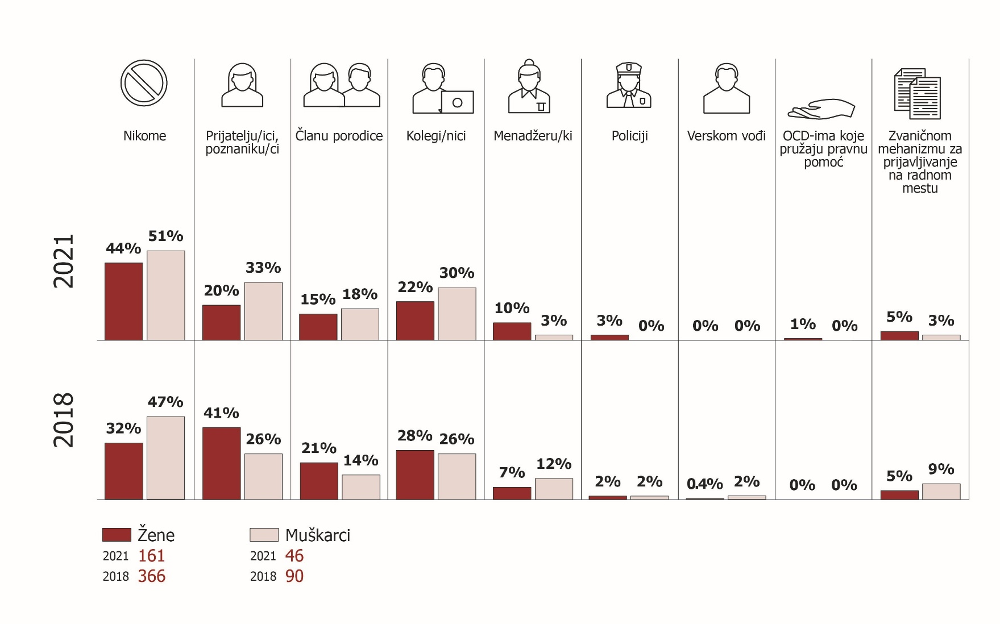 Nikome
Prijatelju/ici,
poznaniku/ci
Članu porodice
Kolegi/nici
Menadžeru/ki
Policiji
Verskom vođi
OCD-ima koje
pružaju pravnu
pomoć
Zvaničnom
mehanizmu za
prijavljivanje
na radnom
mestu
2021
44% 51%
20% 33%
15% 18%
22% 30%
10% 3%
3% 0%
0% 0%
1% 0%
5% 3%
2018
32% 47%
41% 26%
21% 14%
28% 26%
7% 12%
2% 2%
0.4% 2%
0% 0%
5% 9%
Žene
2021 161
2018 366
Muškarci
2021 46
2018 90